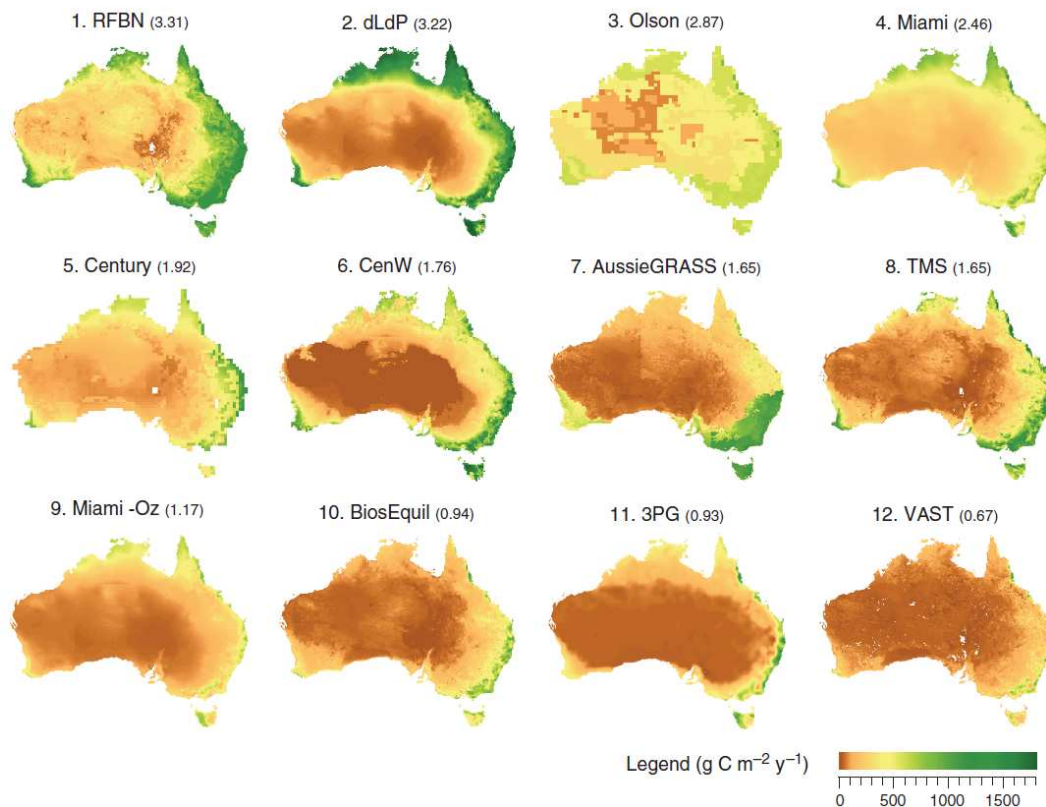 1. RFBN (3.31) 2. dLdP (3.22) 3. Olson (2.87) 4. Miami (2.46)
5. Century (1.92) 6. CenW (1.76) 7. AussieGRASS (1.65) 8. TMS (1.65)
9. Miami -Oz (1.17) 10. BiosEquil (0.94) 11. 3PG (0.93) 12. VAST (0.67)
Legend (g C m⁻² y⁻¹)
0 500 1000 1500